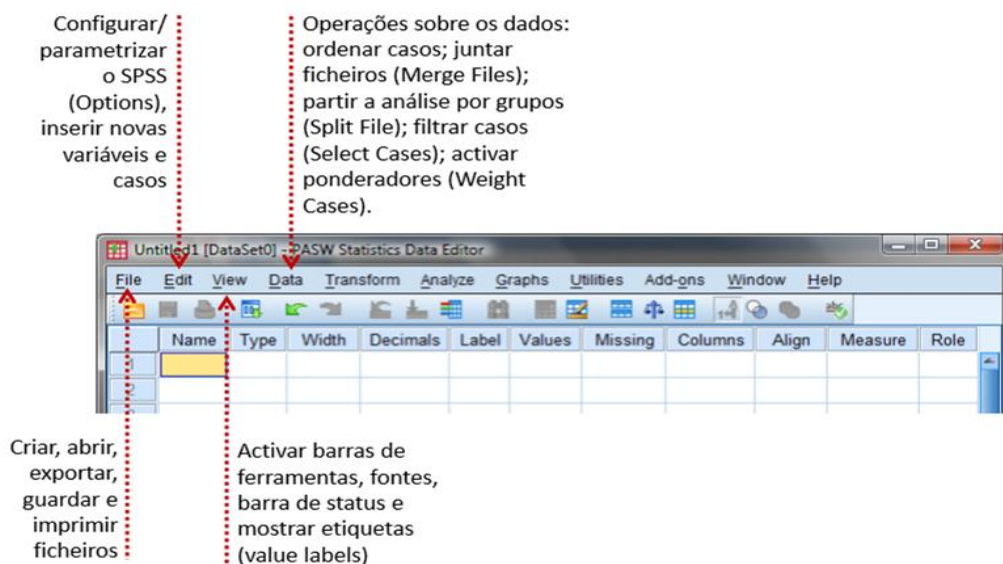 Configurar/
parametrizar
o SPSS
(Options),
inserir novas
variáveis e
casos
Operações sobre os dados:
ordenar casos; juntar
ficheiros (Merge Files);
partir a análise por grupos
(Split File); filtrar casos
(Select Cases); activar
ponderadores (Weight
Cases).
Untitled1 [DataSet0] - PASW Statistics Data Editor
File Edit View Data Transform Analyze Graphs Utilities Add-ons Window Help
Name Type Width Decimals Label Values Missing Columns Align Measure Role
1
2
Criar, abrir,
exportar,
guardar e
imprimir
ficheiros
Activar barras de
ferramentas, fontes,
barra de status e
mostrar etiquetas
(value labels)